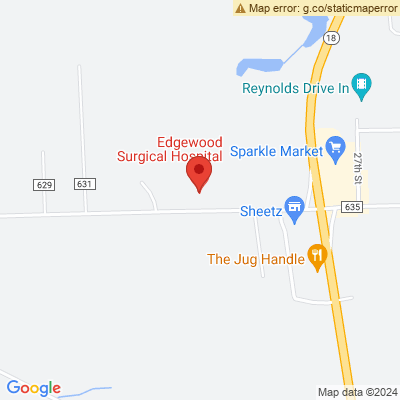 Map error: g.co/staticmaperror
18
Reynolds Drive In
Edgewood
Surgical Hospital
Sparkle Market
27th St
629
631
Sheetz
635
The Jug Handle
Google
Map data ©2024